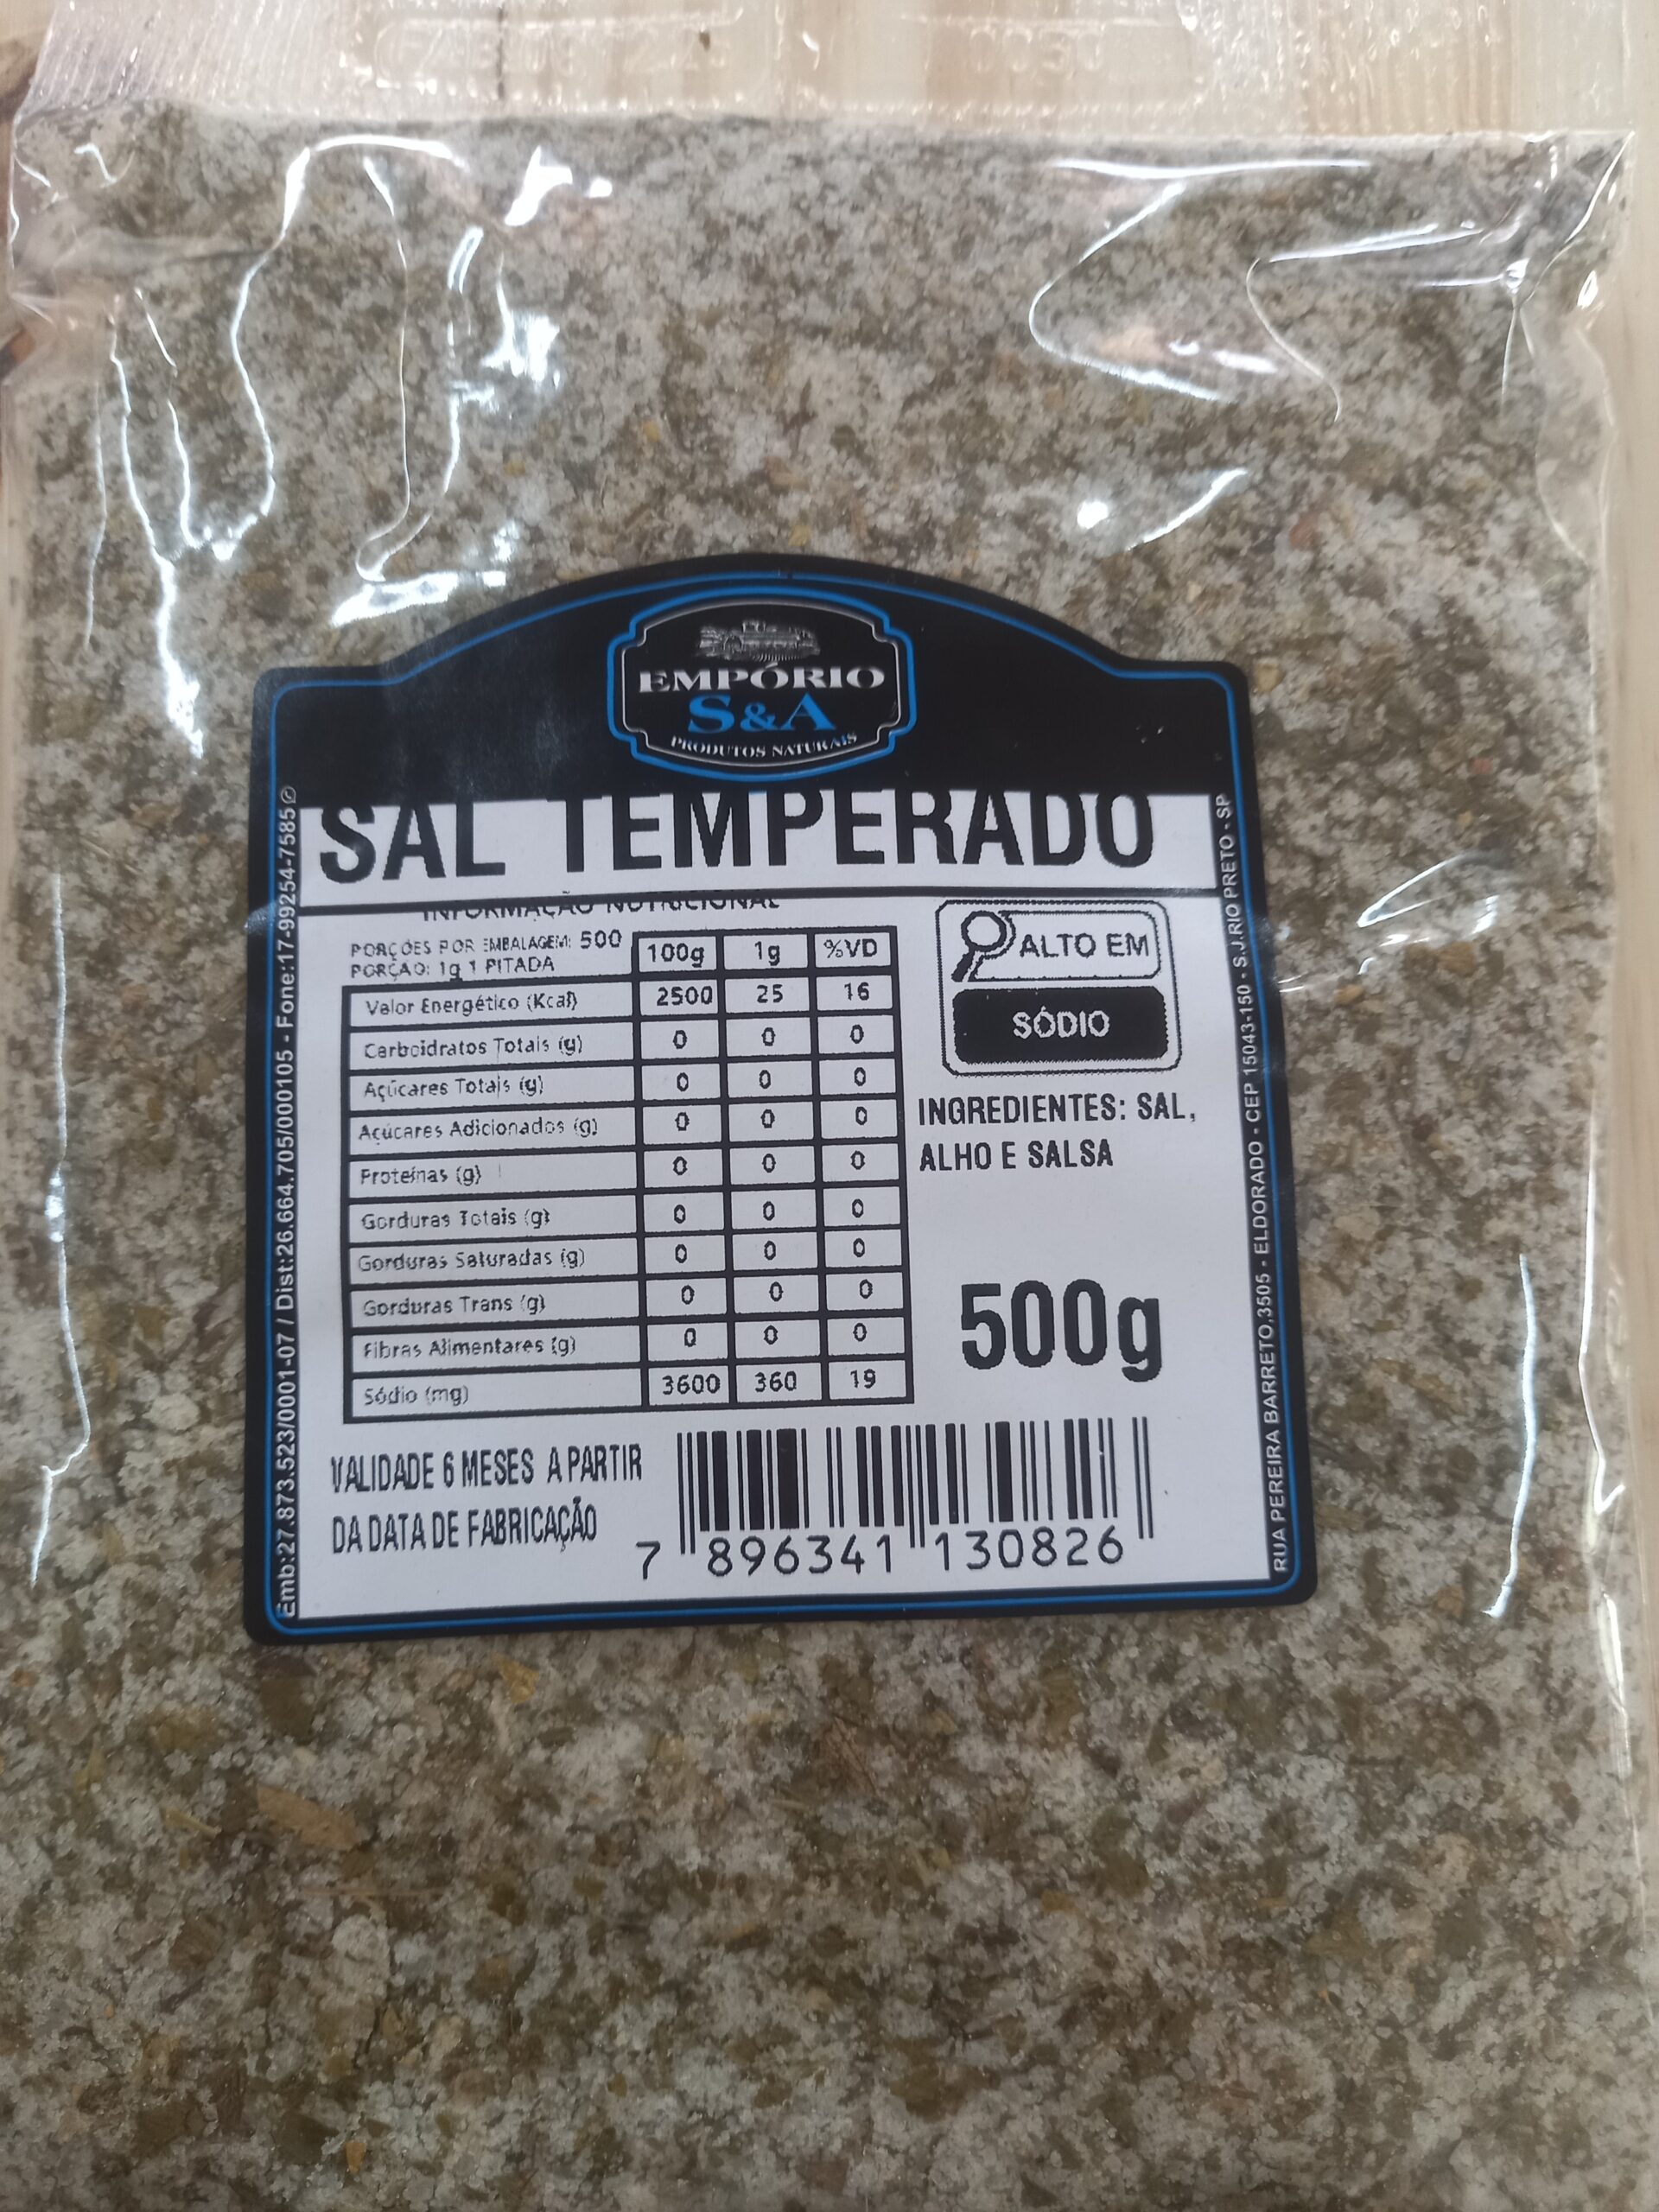 EMPÓRIO
S&A
PRODUTOS NATURAIS
SAL TEMPERADO
INFORMAÇÃO NUTRICIONAL
PORÇÕES POR EMBALAGEM: 500
PORÇÃO: 1g 1 PITADA
100g 1g %VD
Valor Energético (Kcal) 2500 25 16
Carboidratos Totais (g) 0 0 0
Açúcares Totais (g) 0 0 0
Açúcares Adicionados (g) 0 0 0
Proteínas (g) 0 0 0
Gorduras Totais (g) 0 0 0
Gorduras Saturadas (g) 0 0 0
Gorduras Trans (g) 0 0 0
Fibras Alimentares (g) 0 0 0
Sódio (mg) 3600 360 19
ALTO EM
SÓDIO
INGREDIENTES: SAL,
ALHO E SALSA
500g
VALIDADE 6 MESES A PARTIR
DA DATA DE FABRICAÇÃO
7 896341 130826
Emb:27.873.523/0001-07 / Dist:26.664.705/000105 - Fone:17-99254-7585
RUA PEREIRA BARRETO,3505 - ELDORADO - CEP 15043-150 - S.J.RIO PRETO - SP